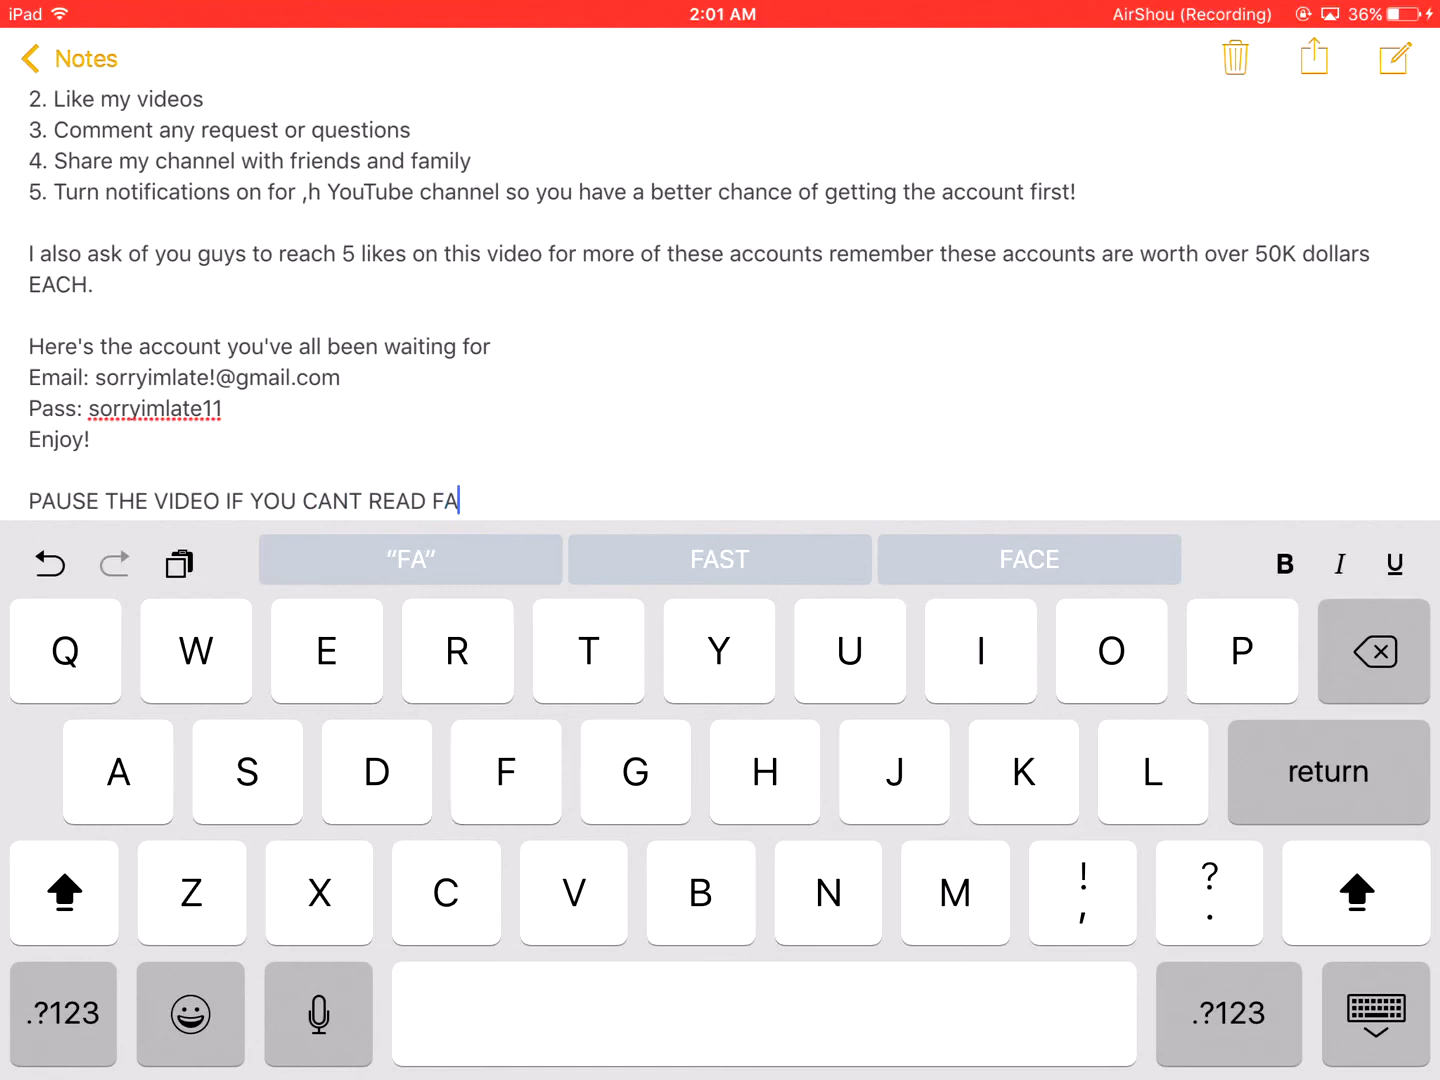 iPad 2:01 AM AirShou (Recording) 36%
Notes
2. Like my videos
3. Comment any request or questions
4. Share my channel with friends and family
5. Turn notifications on for ,h YouTube channel so you have a better chance of getting the account first!
I also ask of you guys to reach 5 likes on this video for more of these accounts remember these accounts are worth over 50K dollars
EACH.
Here's the account you've all been waiting for
Email: sorryimlate!@gmail.com
Pass: sorryimlate11
Enjoy!
PAUSE THE VIDEO IF YOU CANT READ FA
“FA” FAST FACE B I U
Q W E R T Y U I O P
A S D F G H J K L return
Z X C V B N M ! , ? .
.?123 .?123